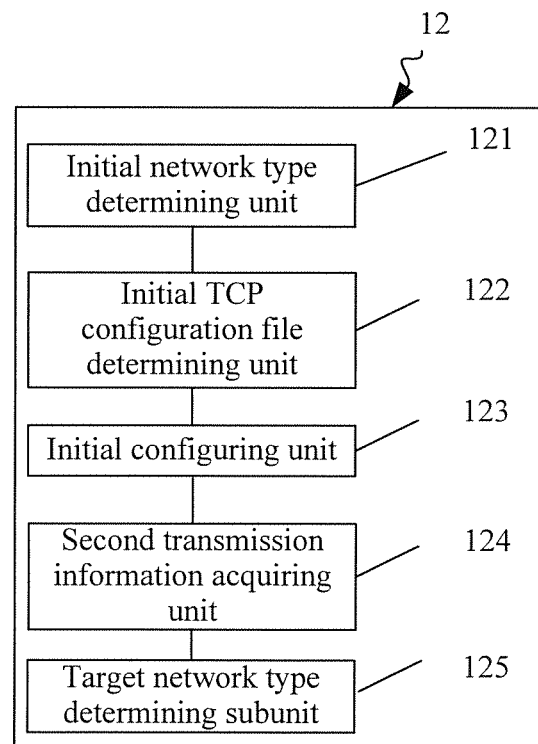 12
Initial network type
determining unit
121
Initial TCP
configuration file
determining unit
122
Initial configuring unit
123
Second transmission
information acquiring
unit
124
Target network type
determining subunit
125